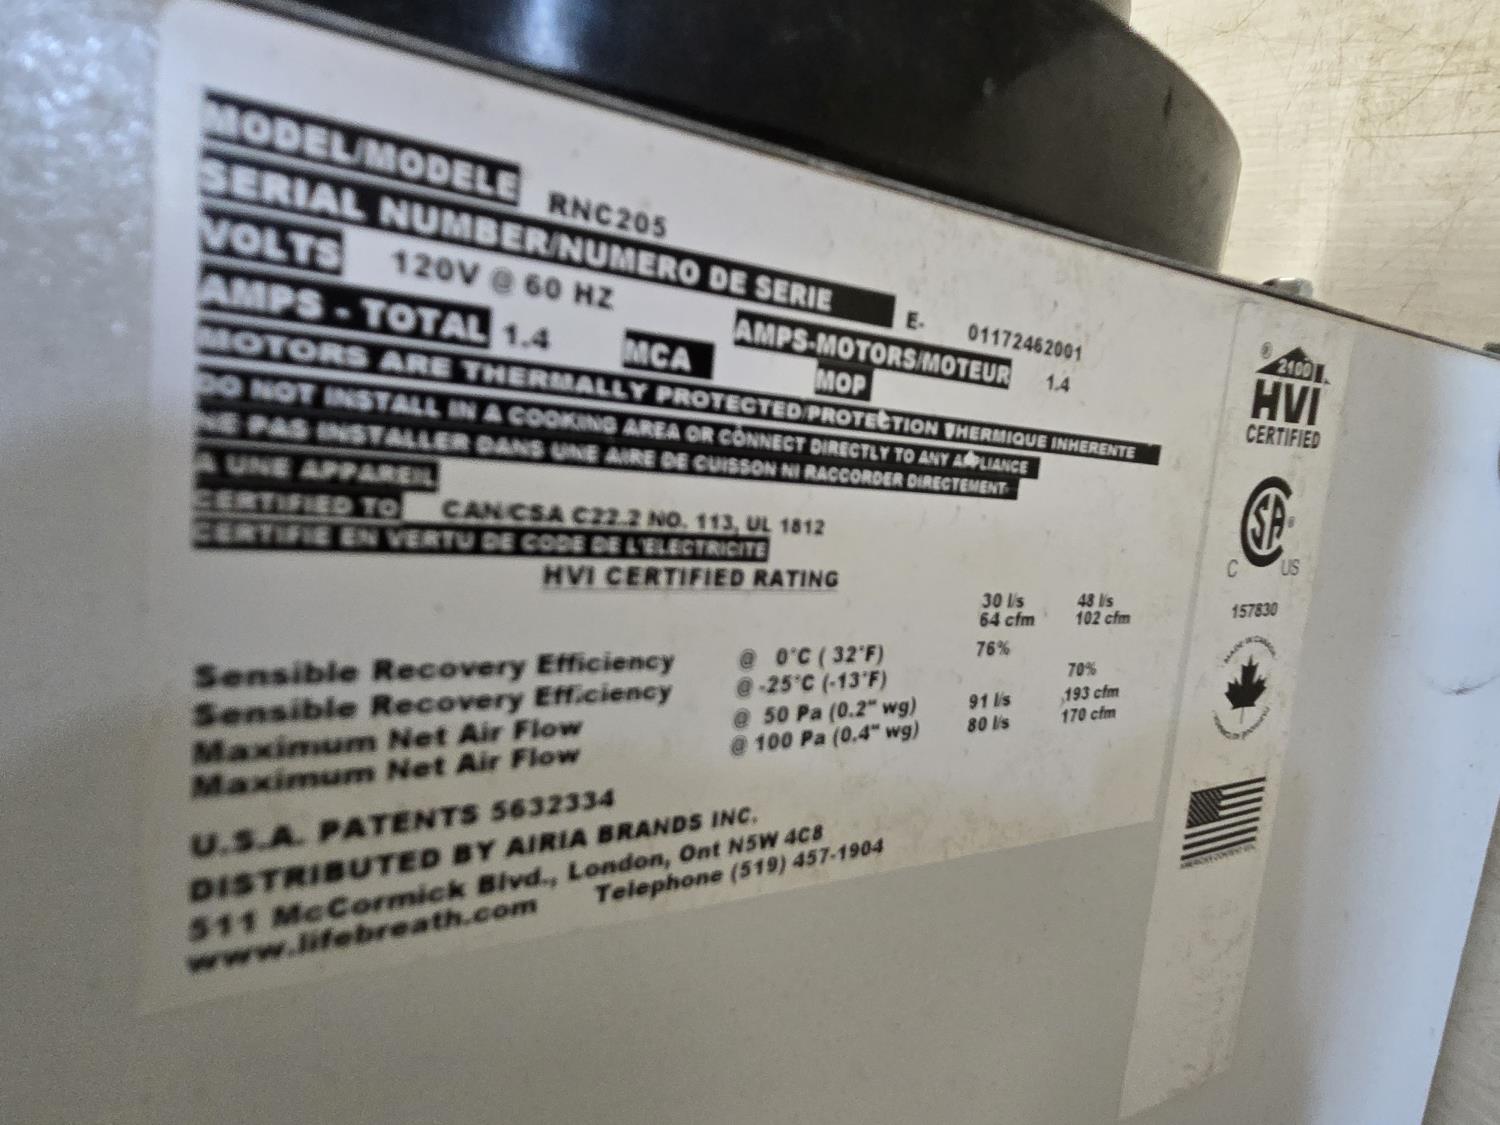 MODEL/MODELE RNC205
SERIAL NUMBER/NUMERO DE SERIE E- 01172462001
VOLTS 120V @ 60 HZ AMPS-MOTORS/MOTEUR 1.4
AMPS - TOTAL 1.4 MCA MOP
MOTORS ARE THERMALLY PROTECTED/PROTECTION THERMIQUE INHERENTE
DO NOT INSTALL IN A COOKING AREA OR CONNECT DIRECTLY TO ANY APPLIANCE
NE PAS INSTALLER DANS UNE AIRE DE CUISSON NI RACCORDER DIRECTEMENT
A UNE APPAREIL
CERTIFIED TO CAN/CSA C22.2 NO. 113, UL 1812
CERTIFIE EN VERTU DE CODE DE L'ELECTRICITE
HVI CERTIFIED RATING
30 l/s 48 l/s
64 cfm 102 cfm
Sensible Recovery Efficiency @ 0°C ( 32°F) 76%
Sensible Recovery Efficiency @ -25°C (-13°F) 70%
Maximum Net Air Flow @ 50 Pa (0.2" wg) 91 l/s 193 cfm
Maximum Net Air Flow @ 100 Pa (0.4" wg) 80 l/s 170 cfm
U.S.A. PATENTS 5632334
DISTRIBUTED BY AIRIA BRANDS INC.
511 McCormick Blvd., London, Ont N5W 4C8
www.lifebreath.com Telephone (519) 457-1904
® 2100
HVI
CERTIFIED
SA ®
C US
157830
MADE IN CANADA